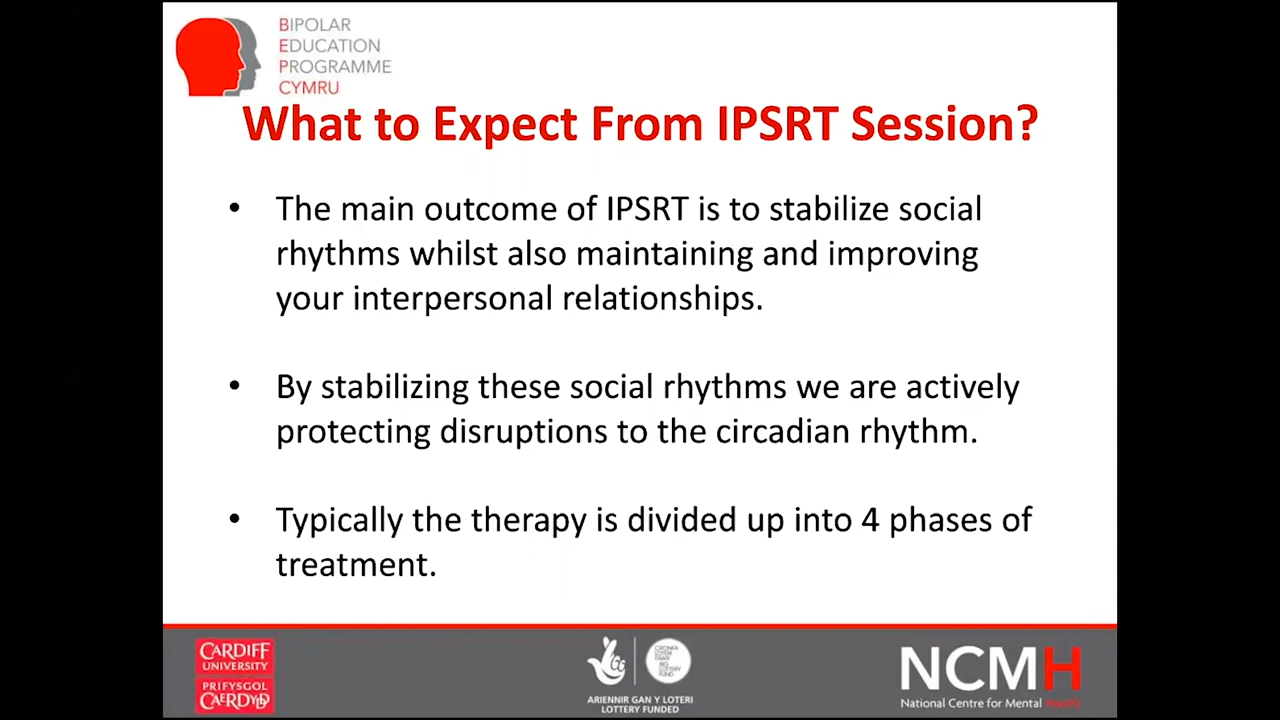 BIPOLAR
EDUCATION
PROGRAMME
CYMRU
What to Expect From IPSRT Session?
• The main outcome of IPSRT is to stabilize social
rhythms whilst also maintaining and improving
your interpersonal relationships.
• By stabilizing these social rhythms we are actively
protecting disruptions to the circadian rhythm.
• Typically the therapy is divided up into 4 phases of
treatment.
CARDIFF
UNIVERSITY
PRIFYSGOL
CAERDYDD
ARIENNIR GAN Y LOTERI
LOTTERY FUNDED
NCMH
National Centre for Mental